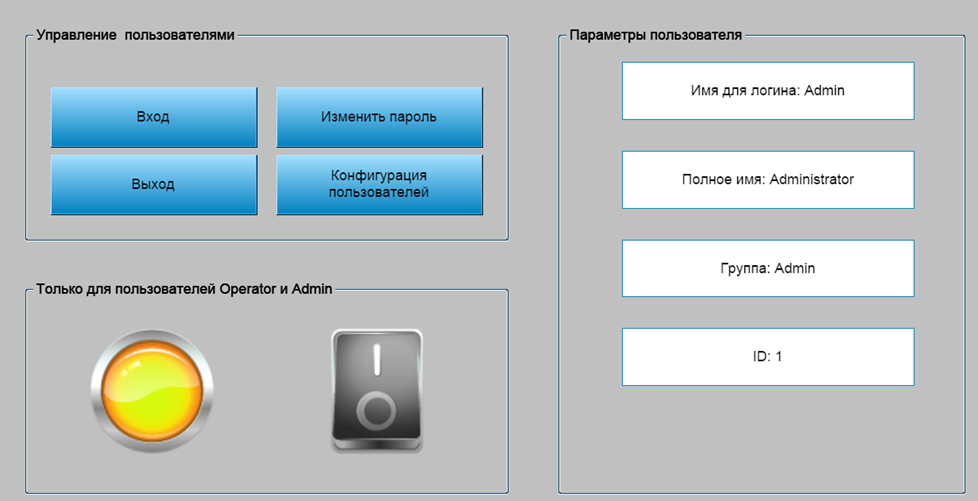 Управление пользователями
Вход
Изменить пароль
Выход
Конфигурация
пользователей
Только для пользователей Operator и Admin
Параметры пользователя
Имя для логина: Admin
Полное имя: Administrator
Группа: Admin
ID: 1